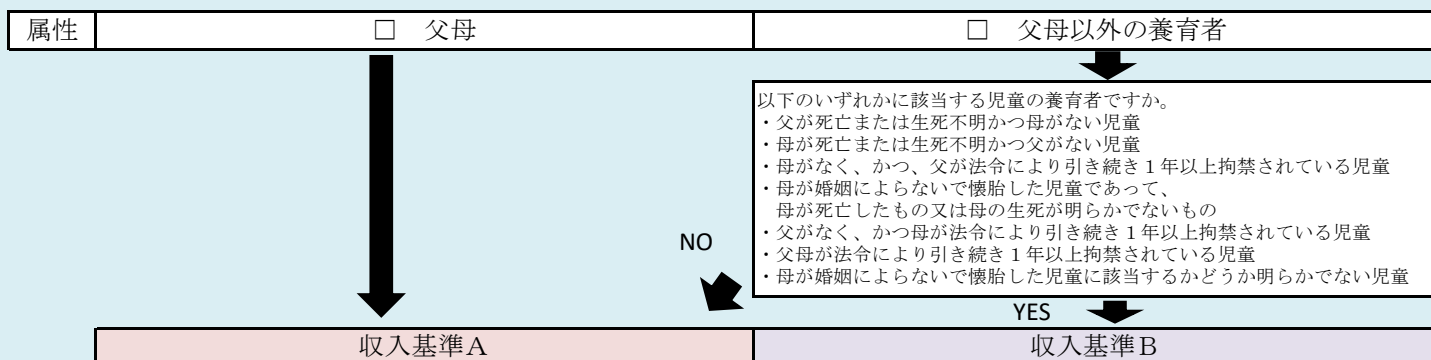 属性
□ 父母
□ 父母以外の養育者
以下のいずれかに該当する児童の養育者ですか。
・父が死亡または生死不明かつ母がない児童
・母が死亡または生死不明かつ父がない児童
・母がなく、かつ、父が法令により引き続き１年以上拘禁されている児童
・母が婚姻によらないで懐胎した児童であって、
母が死亡したもの又は母の生死が明らかでないもの
・父がなく、かつ母が法令により引き続き１年以上拘禁されている児童
・父母が法令により引き続き１年以上拘禁されている児童
・母が婚姻によらないで懐胎した児童に該当するかどうか明らかでない児童
NO
YES
収入基準A
収入基準B